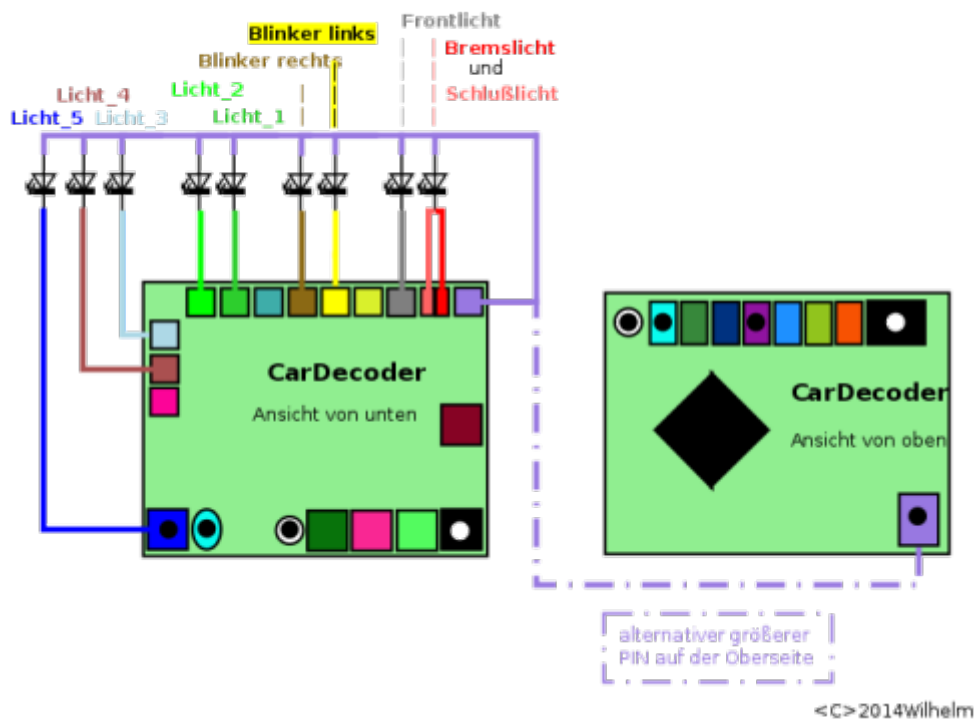 Frontlicht
Blinker links
Bremslicht
und
Schlußlicht
Blinker rechts
Licht_2
Licht_4
Licht_5
Licht_3
Licht_1
CarDecoder
Ansicht von unten
CarDecoder
Ansicht von oben
alternativer größerer
PIN auf der Oberseite
<C>2014Wilhelm